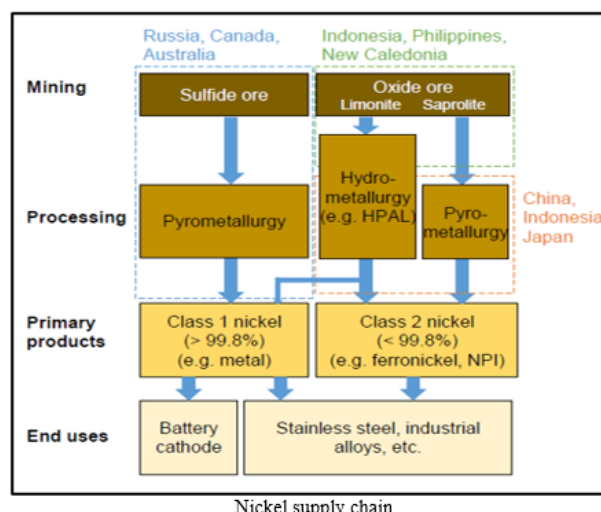 Russia, Canada,
Australia
Indonesia, Philippines,
New Caledonia
Mining
Sulfide ore
Oxide ore
Limonite Saprolite
Processing
Pyrometallurgy
Hydro-
metallurgy
(e.g. HPAL)
Pyro-
metallurgy
China,
Indonesia
Japan
Primary
products
Class 1 nickel
(> 99.8%)
(e.g. metal)
Class 2 nickel
(< 99.8%)
(e.g. ferronickel, NPI)
End uses
Battery
cathode
Stainless steel, industrial
alloys, etc.
Nickel supply chain